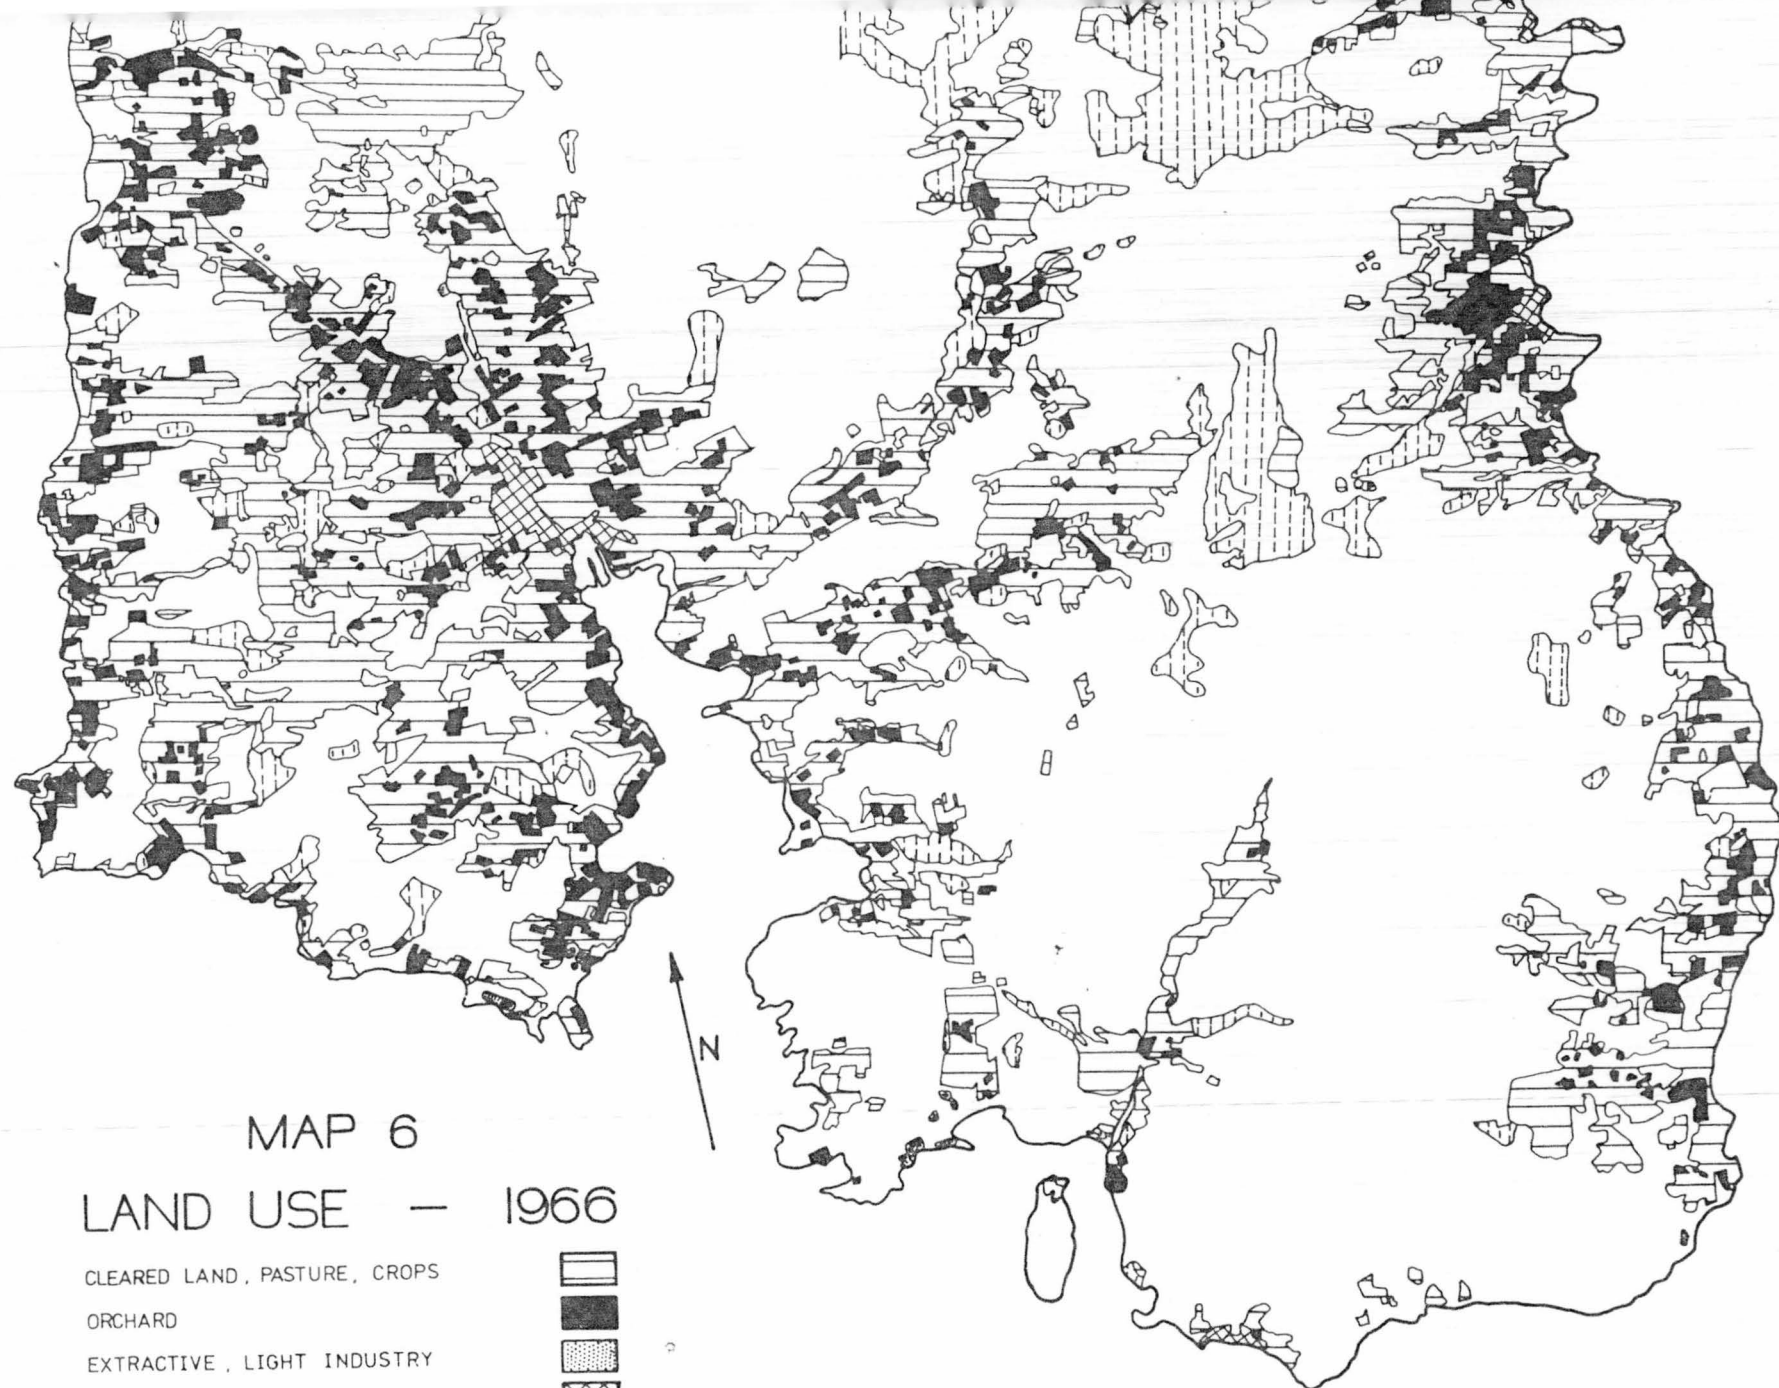 N
MAP 6
LAND USE — 1966
CLEARED LAND, PASTURE, CROPS
ORCHARD
EXTRACTIVE, LIGHT INDUSTRY